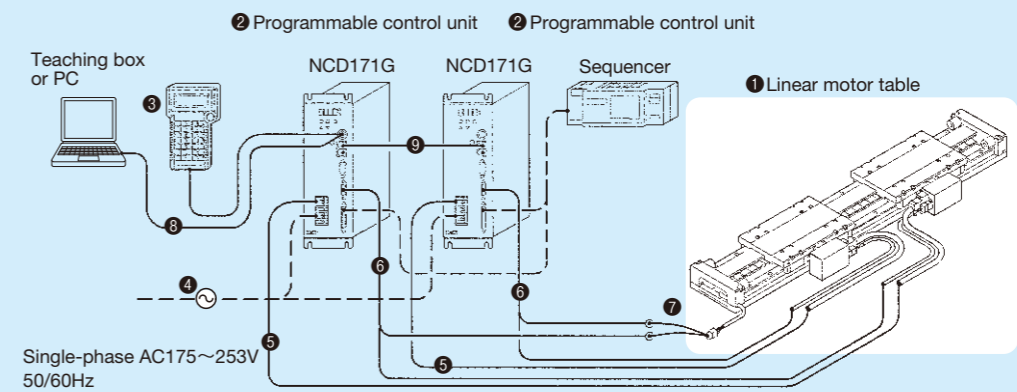 ❷ Programmable control unit
❷ Programmable control unit
Teaching box
or PC
NCD171G
NCD171G
Sequencer
❶ Linear motor table
❸
❾
❽
❻
❻
❹
❼
❺
❺
Single-phase AC175～253V
50/60Hz